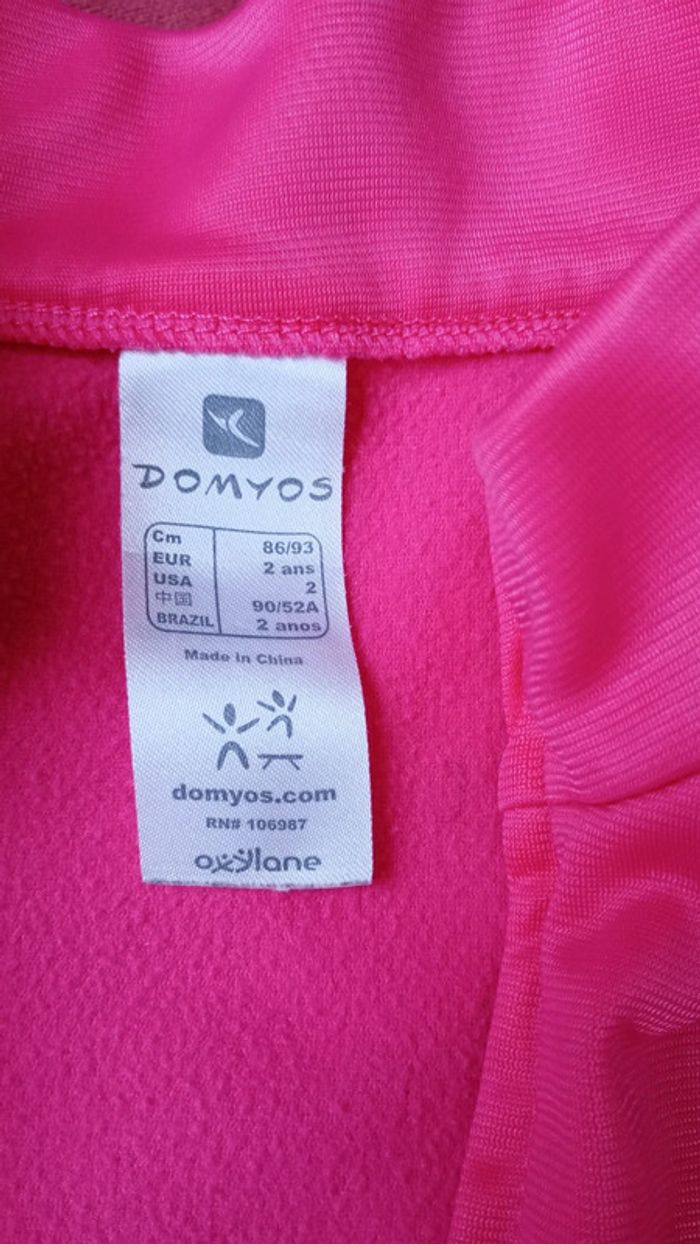 DOMYOS
Cm 86/93
EUR 2 ans
USA 2
中国 90/52A
BRAZIL 2 anos
Made in China
domyos.com
RN# 106987
oxylane